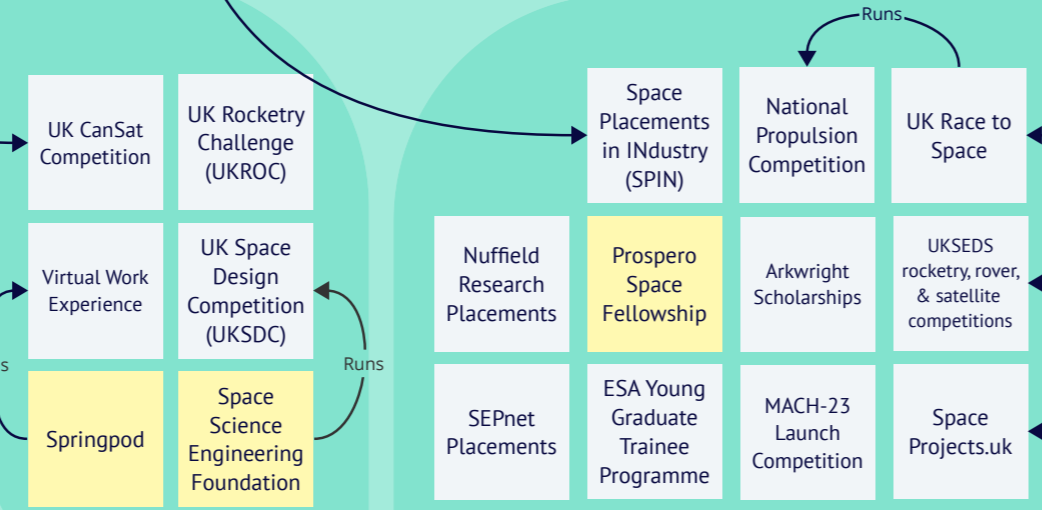 Runs
UK CanSat
Competition
UK Rocketry
Challenge
(UKROC)
Space
Placements
in INdustry
(SPIN)
National
Propulsion
Competition
UK Race to
Space
Virtual Work
Experience
UK Space
Design
Competition
(UKSDC)
Nuffield
Research
Placements
Prospero
Space
Fellowship
Arkwright
Scholarships
UKSEDS
rocketry, rover,
& satellite
competitions
s
Runs
Springpod
Space
Science
Engineering
Foundation
SEPnet
Placements
ESA Young
Graduate
Trainee
Programme
MACH-23
Launch
Competition
Space
Projects.uk